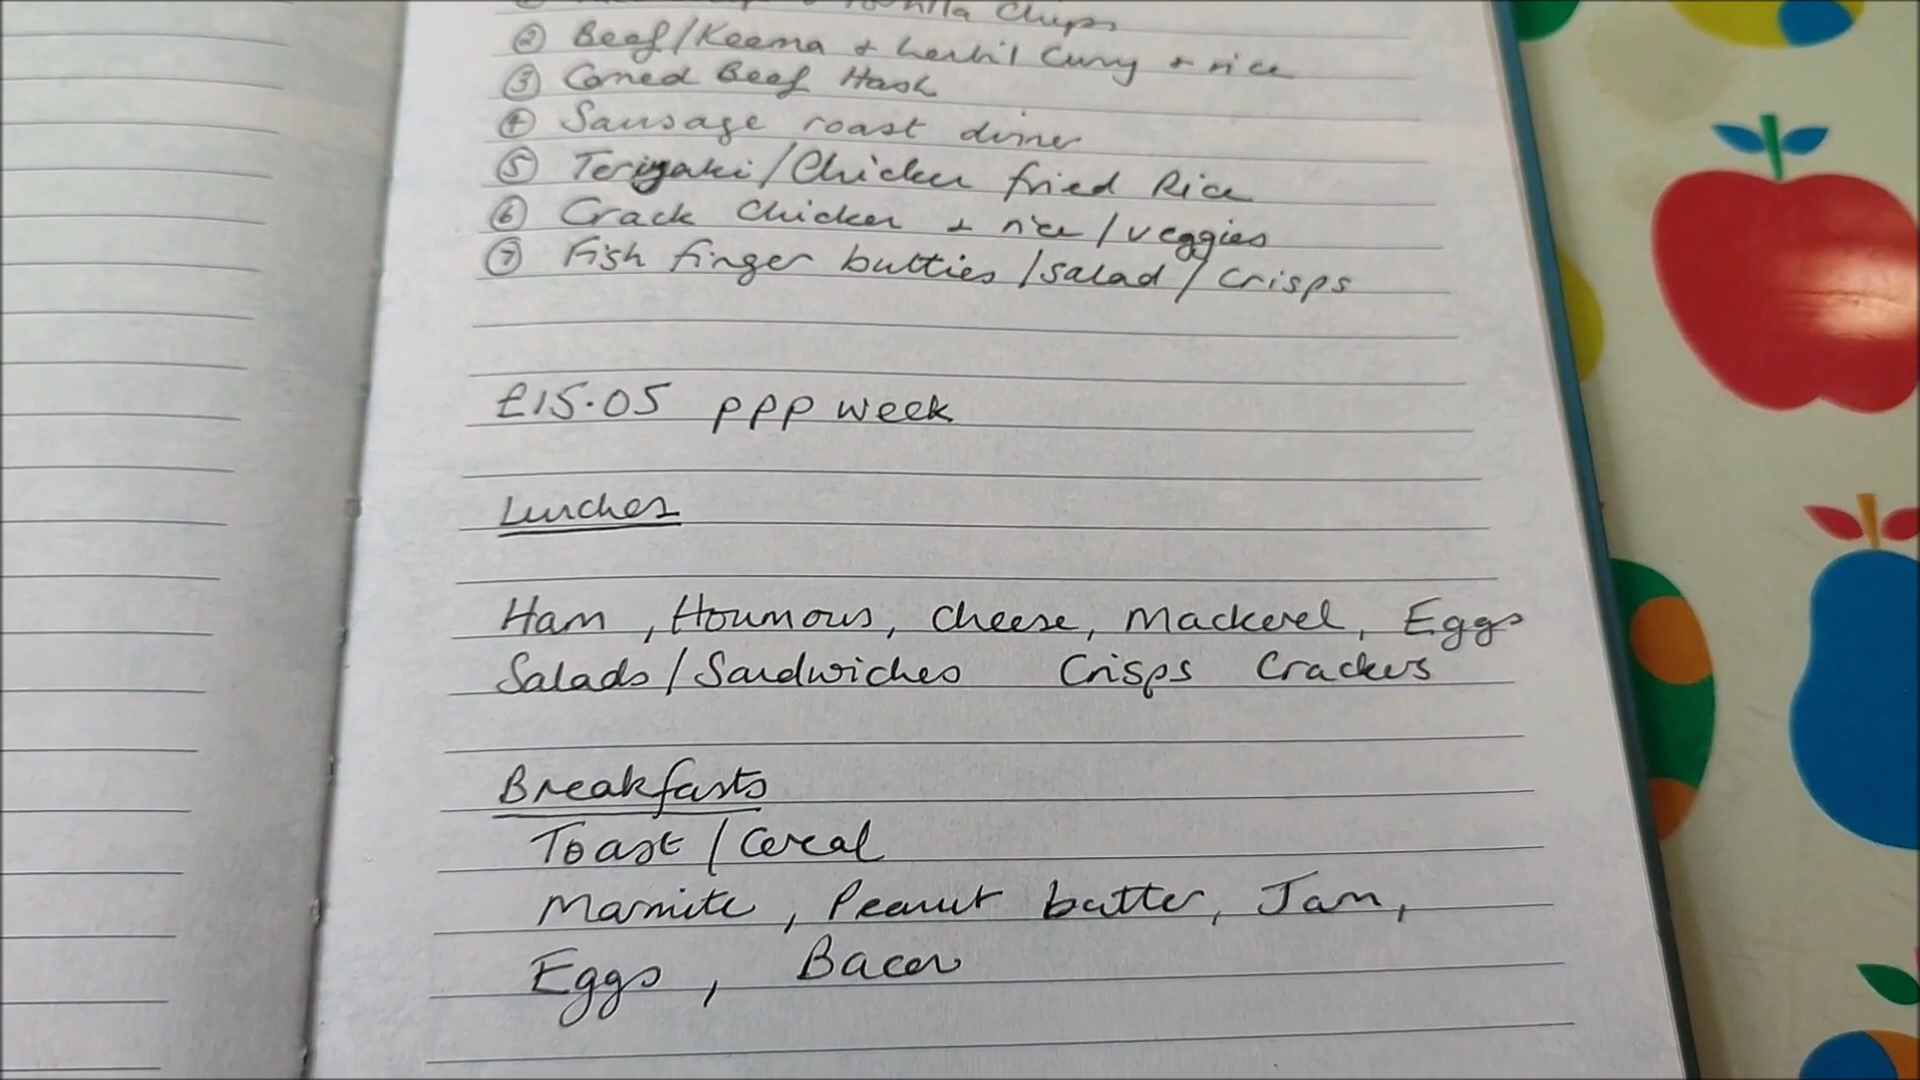 Chips
② Beef/Keema + Lentil Curry + rice
③ Corned Beef Hash
④ Sausage roast diner
⑤ Teriyaki/Chicken fried Rice
⑥ Crack Chicken + rice/veggies
⑦ Fish finger butties/salad/Crisps
£15.05 ppp week
Lunches
Ham, Houmous, Cheese, Mackerel, Eggs
Salads/Sandwiches Crisps Crackers
Breakfasts
Toast/Cereal
Marmite, Peanut butter, Jam,
Eggs, Bacon